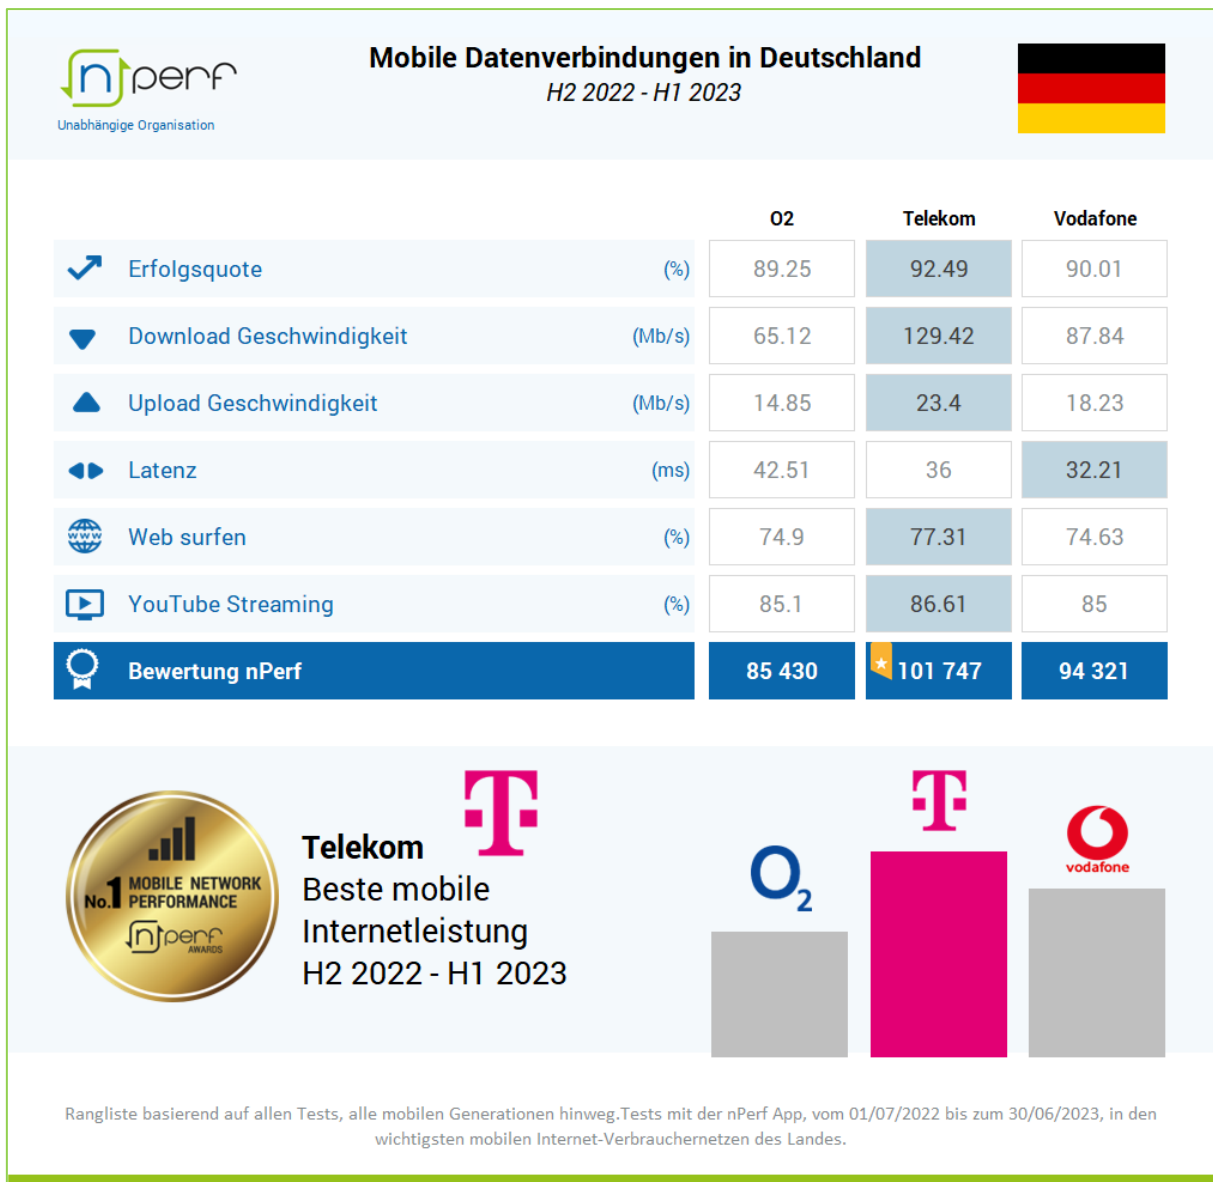 nperf
Unabhängige Organisation
Mobile Datenverbindungen in Deutschland
H2 2022 - H1 2023
O2 Telekom Vodafone
Erfolgsquote (%) 89.25 92.49 90.01
Download Geschwindigkeit (Mb/s) 65.12 129.42 87.84
Upload Geschwindigkeit (Mb/s) 14.85 23.4 18.23
Latenz (ms) 42.51 36 32.21
www Web surfen (%) 74.9 77.31 74.63
YouTube Streaming (%) 85.1 86.61 85
Bewertung nPerf 85 430 101 747 94 321
No.1 MOBILE NETWORK
PERFORMANCE
nperf
AWARDS
T
Telekom
Beste mobile
Internetleistung
H2 2022 - H1 2023
O2
T
vodafone
Rangliste basierend auf allen Tests, alle mobilen Generationen hinweg.Tests mit der nPerf App, vom 01/07/2022 bis zum 30/06/2023, in den
wichtigsten mobilen Internet-Verbrauchernetzen des Landes.